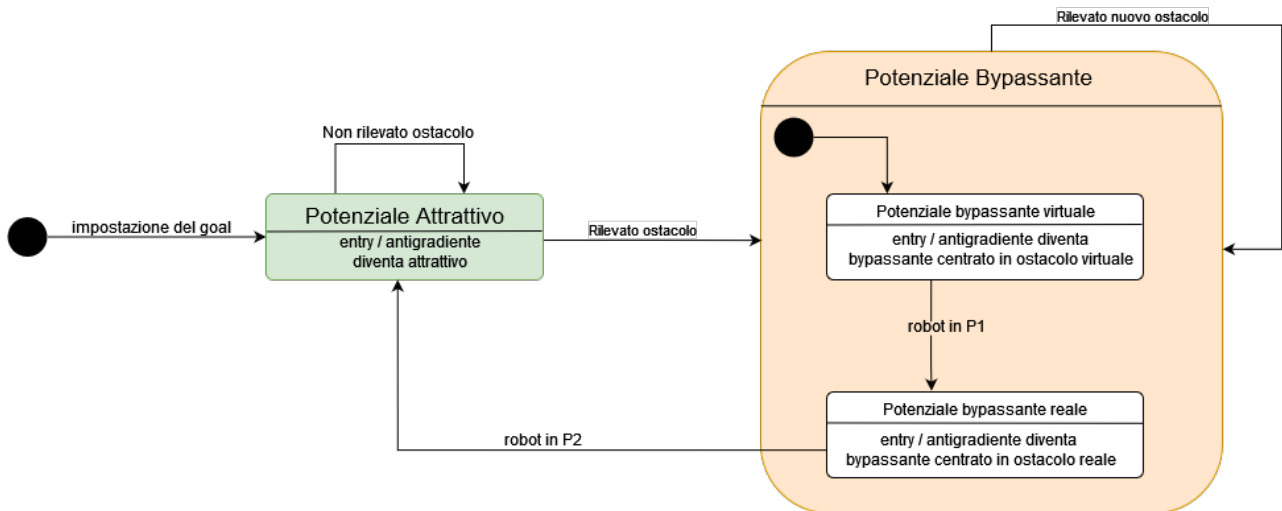 Rilevato nuovo ostacolo
Potenziale Bypassante
Non rilevato ostacolo
impostazione del goal
Potenziale Attrattivo
entry / antigradiente
diventa attrattivo
Rilevato ostacolo
Potenziale bypassante virtuale
entry / antigradiente diventa
bypassante centrato in ostacolo virtuale
robot in P1
Potenziale bypassante reale
entry / antigradiente diventa
bypassante centrato in ostacolo reale
robot in P2